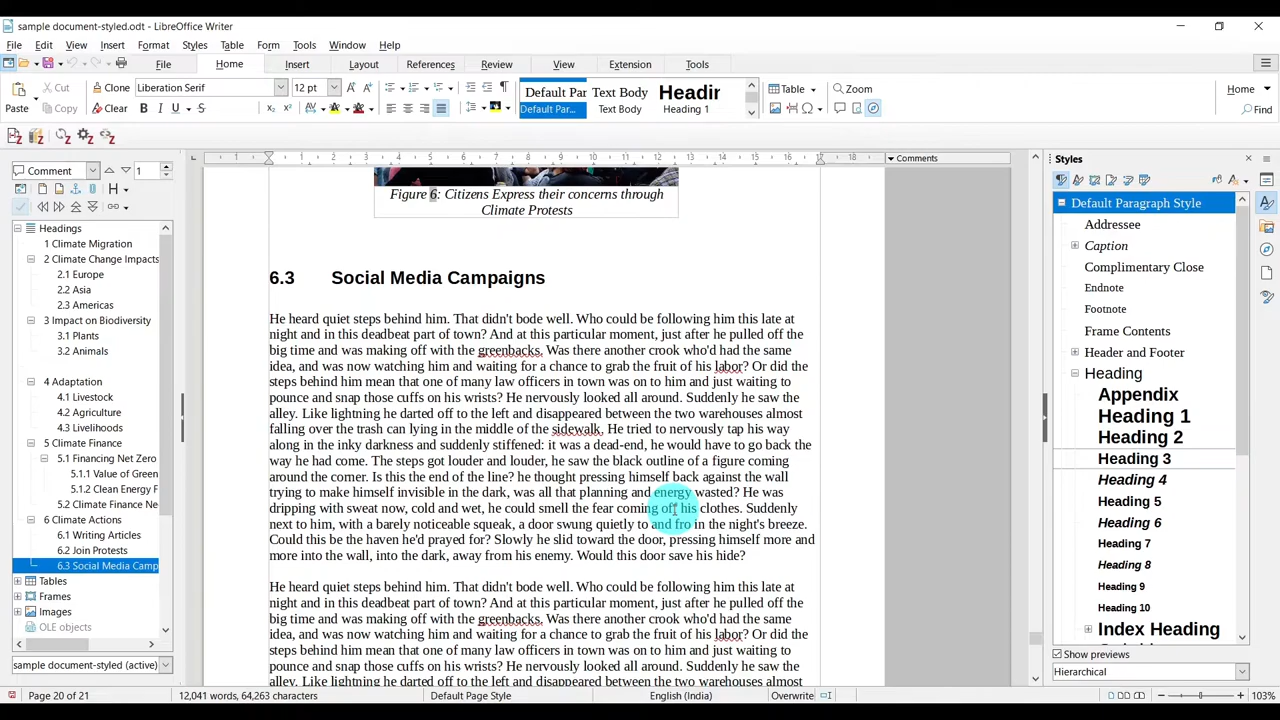 sample document-styled.odt - LibreOffice Writer
File Edit View Insert Format Styles Table Form Tools Window Help
File Home Insert Layout References Review View Extension Tools
Cut Clone Liberation Serif 12 pt Default Par Text Body Headir Table Zoom Home
Paste Copy Clear Default Par... Text Body Heading 1 Find
Comment 1
Headings
1 Climate Migration
2 Climate Change Impacts
2.1 Europe
2.2 Asia
2.3 Americas
3 Impact on Biodiversity
3.1 Plants
3.2 Animals
4 Adaptation
4.1 Livestock
4.2 Agriculture
4.3 Livelihoods
5 Climate Finance
5.1 Financing Net Zero
5.1.1 Value of Green
5.1.2 Clean Energy F
5.2 Climate Finance Ne
6 Climate Actions
6.1 Writing Articles
6.2 Join Protests
6.3 Social Media Camp
Tables
Frames
Images
OLE objects
sample document-styled (active)
1 1 2 3 4 5 6 7 8 9 10 11 12 13 14 15 16 17 18
Comments
Figure 6: Citizens Express their concerns through
Climate Protests
6.3 Social Media Campaigns
He heard quiet steps behind him. That didn't bode well. Who could be following him this late at
night and in this deadbeat part of town? And at this particular moment, just after he pulled off the
big time and was making off with the greenbacks. Was there another crook who'd had the same
idea, and was now watching him and waiting for a chance to grab the fruit of his labor? Or did the
steps behind him mean that one of many law officers in town was on to him and just waiting to
pounce and snap those cuffs on his wrists? He nervously looked all around. Suddenly he saw the
alley. Like lightning he darted off to the left and disappeared between the two warehouses almost
falling over the trash can lying in the middle of the sidewalk. He tried to nervously tap his way
along in the inky darkness and suddenly stiffened: it was a dead-end, he would have to go back the
way he had come. The steps got louder and louder, he saw the black outline of a figure coming
around the corner. Is this the end of the line? he thought pressing himself back against the wall
trying to make himself invisible in the dark, was all that planning and energy wasted? He was
dripping with sweat now, cold and wet, he could smell the fear coming off his clothes. Suddenly
next to him, with a barely noticeable squeak, a door swung quietly to and fro in the night's breeze.
Could this be the haven he'd prayed for? Slowly he slid toward the door, pressing himself more and
more into the wall, into the dark, away from his enemy. Would this door save his hide?
He heard quiet steps behind him. That didn't bode well. Who could be following him this late at
night and in this deadbeat part of town? And at this particular moment, just after he pulled off the
big time and was making off with the greenbacks. Was there another crook who'd had the same
idea, and was now watching him and waiting for a chance to grab the fruit of his labor? Or did the
steps behind him mean that one of many law officers in town was on to him and just waiting to
pounce and snap those cuffs on his wrists? He nervously looked all around. Suddenly he saw the
alley. Like lightning he darted off to the left and disappeared between the two warehouses almost
Styles
Default Paragraph Style
Addressee
Caption
Complimentary Close
Endnote
Footnote
Frame Contents
Header and Footer
Heading
Appendix
Heading 1
Heading 2
Heading 3
Heading 4
Heading 5
Heading 6
Heading 7
Heading 8
Heading 9
Heading 10
Index Heading
Show previews
Hierarchical
Page 20 of 21 12,041 words, 64,263 characters Default Page Style English (India) Overwrite 103%